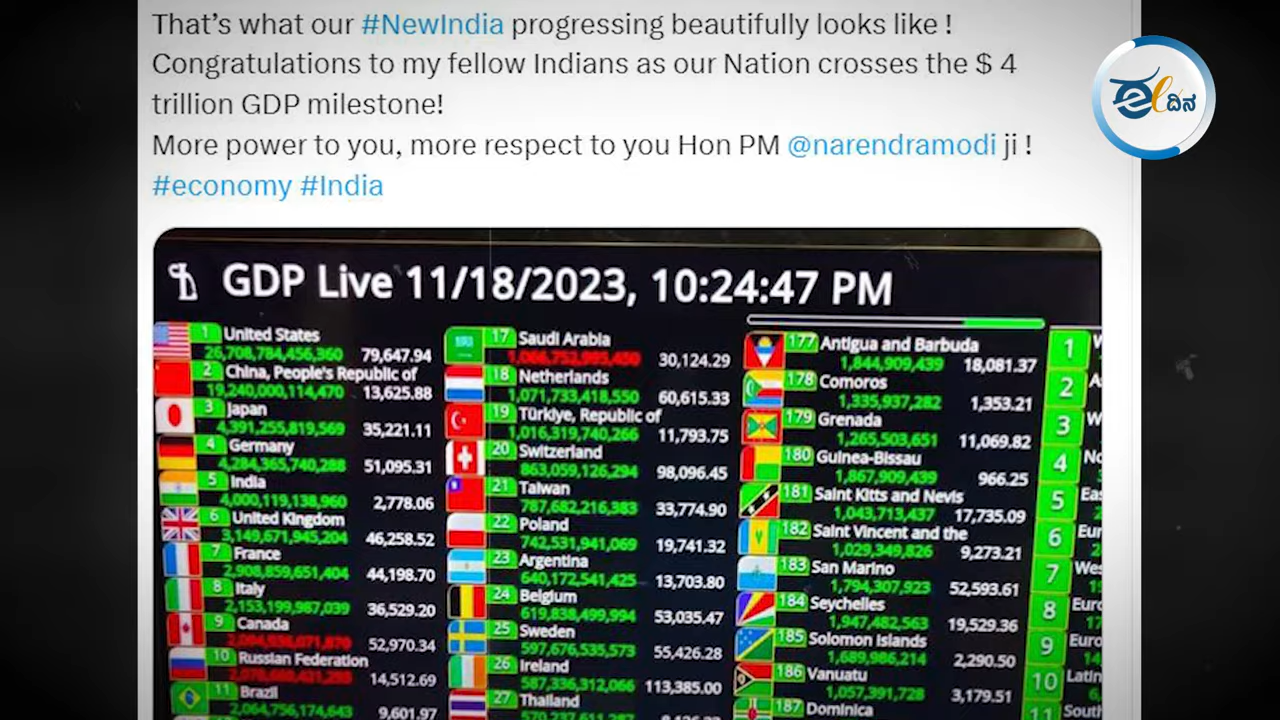 That's what our #NewIndia progressing beautifully looks like !
Congratulations to my fellow Indians as our Nation crosses the $ 4
trillion GDP milestone!
More power to you, more respect to you Hon PM @narendramodi ji !
#economy #India
ಈದಿನ
GDP Live 11/18/2023, 10:24:47 PM
1 United States
26,708,784,456,360 79,647.94
2 China, People's Republic of
19,240,000,114,470 13,625.88
3 Japan
4,391,255,819,569 35,221.11
4 Germany
4,284,365,740,288 51,095.31
5 India
4,000,119,138,960 2,778.06
6 United Kingdom
3,149,671,945,204 46,258.52
7 France
2,908,859,651,404 44,198.70
8 Italy
2,153,199,987,039 36,529.20
9 Canada
52,970.34
10 Russian Federation
14,512.69
11 Brazil
2,064,756,174,643 9,601.97
17 Saudi Arabia
30,124.29
18 Netherlands
1,071,733,418,550 60,615.33
19 Türkiye, Republic of
1,016,319,740,266 11,793.75
20 Switzerland
863,059,126,294 98,096.45
21 Taiwan
787,682,216,383 33,774.90
22 Poland
742,531,941,069 19,741.32
23 Argentina
640,172,541,425 13,703.80
24 Belgium
619,838,499,994 53,035.47
25 Sweden
597,676,535,573 55,426.28
26 Ireland
587,336,312,066 113,385.00
27 Thailand
177 Antigua and Barbuda
1,844,909,439 18,081.37
178 Comoros
1,335,937,282 1,353.21
179 Grenada
1,265,503,651 11,069.82
180 Guinea-Bissau
1,867,909,439 966.25
181 Saint Kitts and Nevis
1,043,713,437 17,735.09
182 Saint Vincent and the
1,029,349,826 9,273.21
183 San Marino
1,794,307,923 52,593.61
184 Seychelles
1,947,482,563 19,529.36
185 Solomon Islands
1,689,986,214 2,290.50
186 Vanuatu
1,057,391,728 3,179.51
187 Dominica
1
2
3
4
5
6
7
8
9
10
11